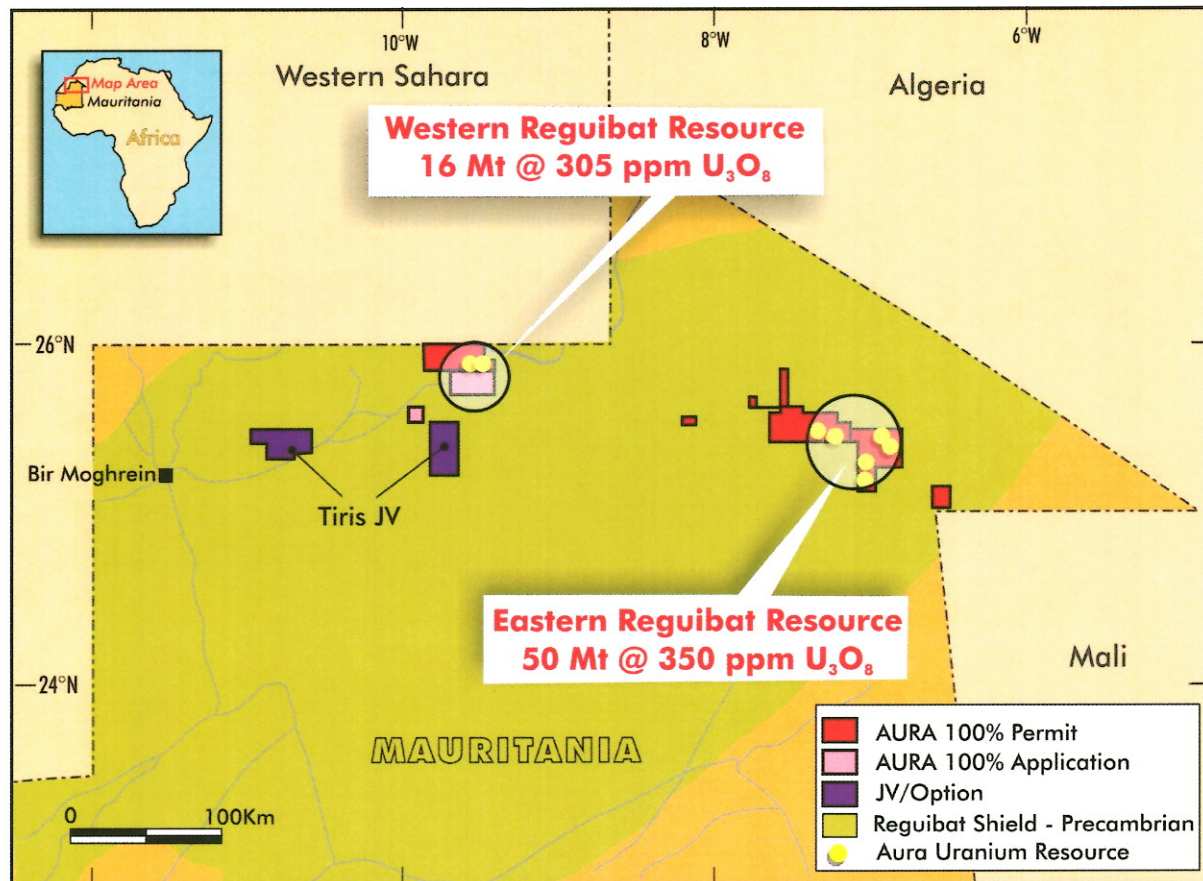 10°W
8°W
6°W
Western Sahara
Algeria
Map Area
Mauritania
Africa
Western Reguibat Resource
16 Mt @ 305 ppm U₃O₈
26°N
Bir Moghrein
Tiris JV
Eastern Reguibat Resource
50 Mt @ 350 ppm U₃O₈
Mali
24°N
MAURITANIA
0 100Km
AURA 100% Permit
AURA 100% Application
JV/Option
Reguibat Shield - Precambrian
Aura Uranium Resource